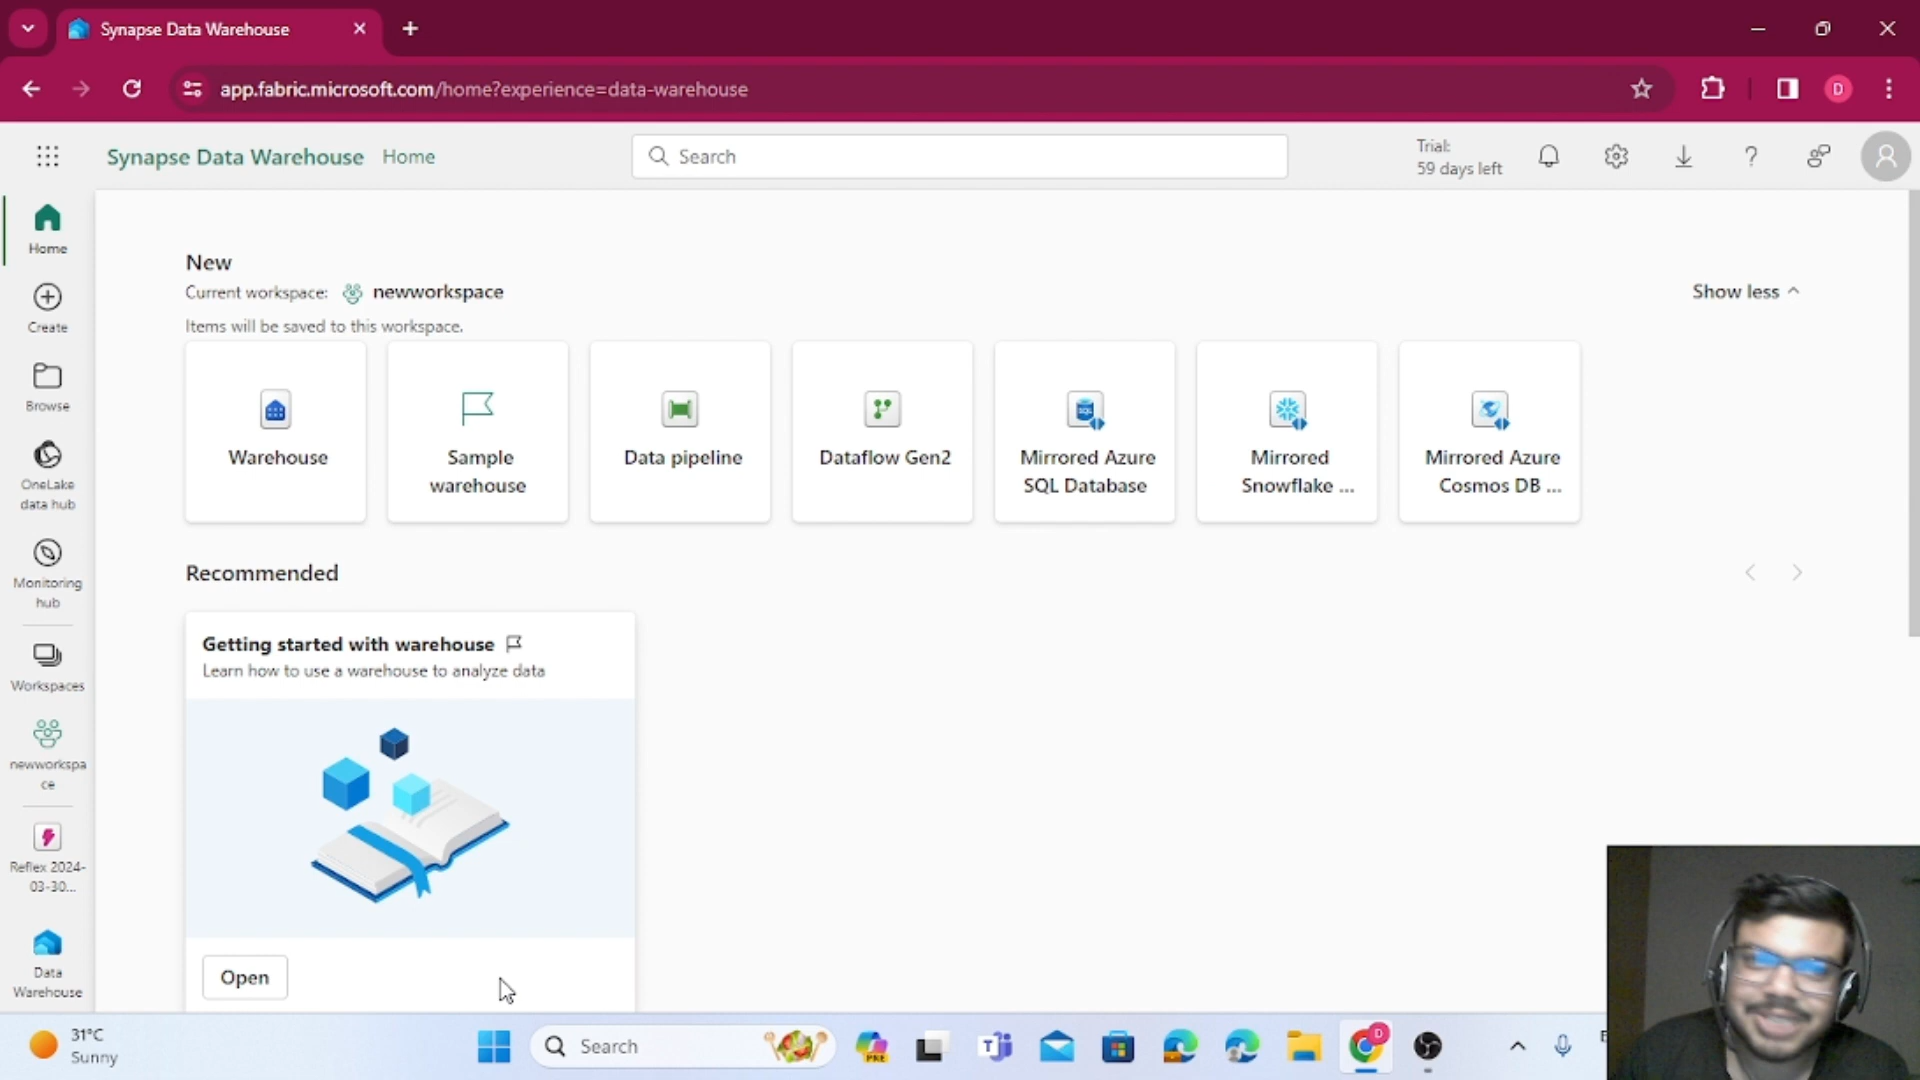 Synapse Data Warehouse
app.fabric.microsoft.com/home?experience=data-warehouse
D
Synapse Data Warehouse Home
Search
Trial:
59 days left
Home
Create
Browse
OneLake
data hub
Monitoring
hub
Workspaces
newworkspa
ce
Reflex 2024-
03-30...
Data
Warehouse
New
Current workspace: newworkspace
Show less
Items will be saved to this workspace.
Warehouse
Sample
warehouse
Data pipeline
Dataflow Gen2
SQL
Mirrored Azure
SQL Database
Mirrored
Snowflake ...
Mirrored Azure
Cosmos DB ...
Recommended
Getting started with warehouse
Learn how to use a warehouse to analyze data
Open
31°C
Sunny
Search
PRE
D